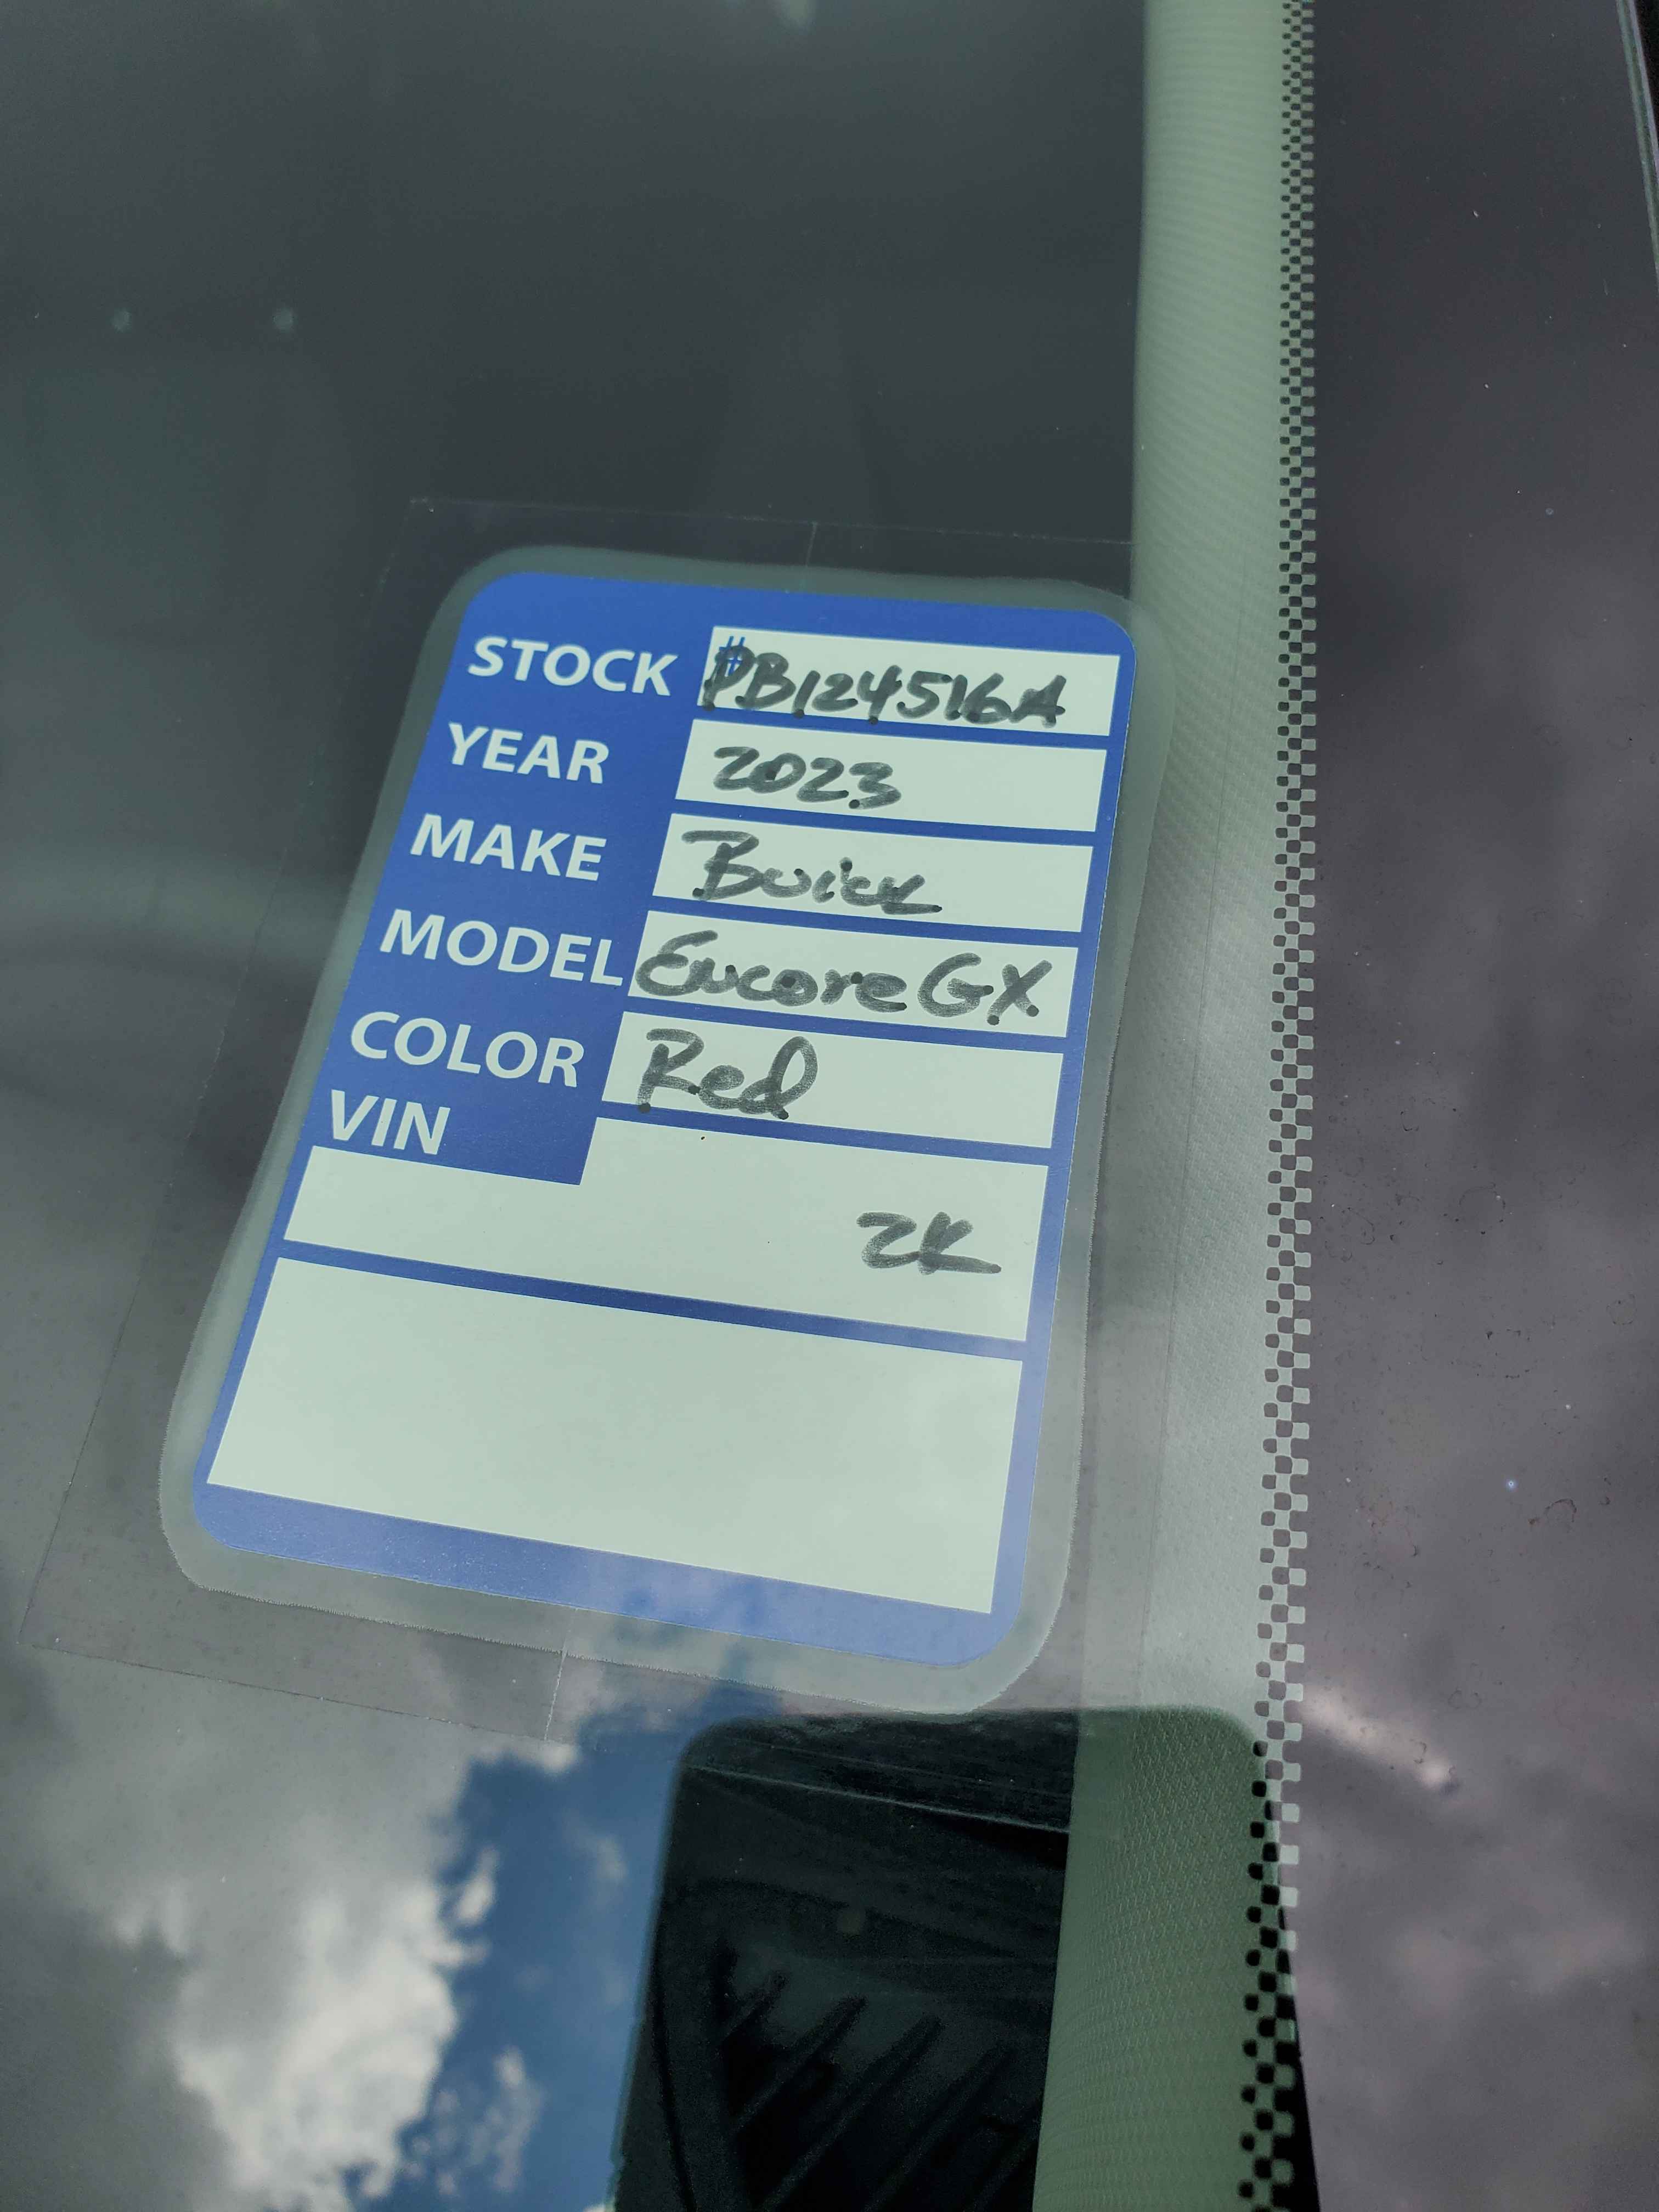 STOCK #PB124516A
YEAR 2023
MAKE Buick
MODEL Encore GX
COLOR Red
VIN
2K